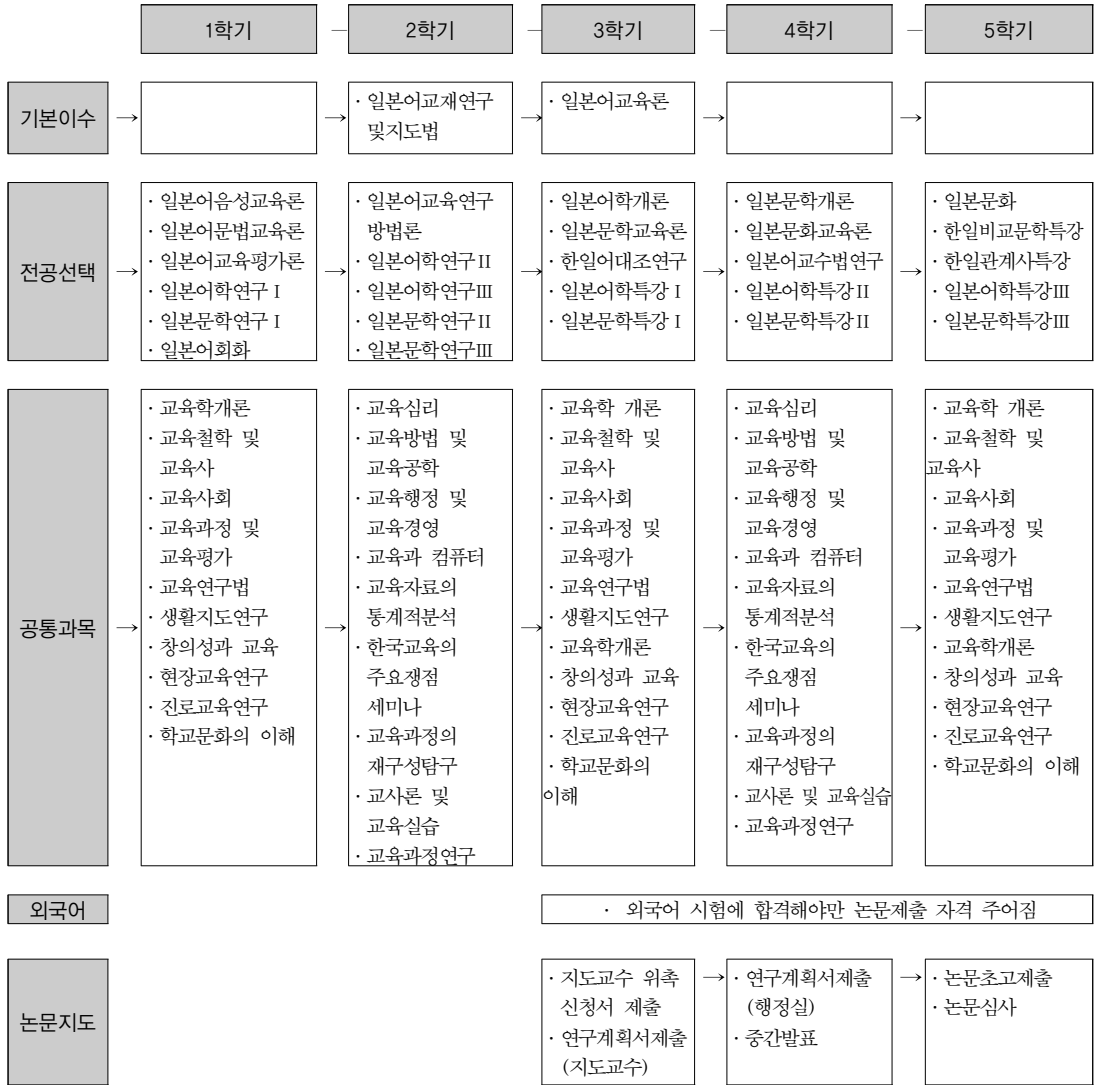 1학기 － 2학기 － 3학기 － 4학기 － 5학기
기본이수
→
→
· 일본어교재연구
및지도법
→
· 일본어교육론
→
→
전공선택
→
· 일본어음성교육론
· 일본어문법교육론
· 일본어교육평가론
· 일본어학연구Ⅰ
· 일본문학연구Ⅰ
· 일본어회화
→
· 일본어교육연구
방법론
· 일본어학연구Ⅱ
· 일본어학연구Ⅲ
· 일본문학연구Ⅱ
· 일본문학연구Ⅲ
→
· 일본어학개론
· 일본문학교육론
· 한일어대조연구
· 일본어학특강Ⅰ
· 일본문학특강Ⅰ
→
· 일본문학개론
· 일본문화교육론
· 일본어교수법연구
· 일본어학특강Ⅱ
· 일본문학특강Ⅱ
→
· 일본문화
· 한일비교문학특강
· 한일관계사특강
· 일본어학특강Ⅲ
· 일본문학특강Ⅲ
공통과목
→
· 교육학개론
· 교육철학 및
교육사
· 교육사회
· 교육과정 및
교육평가
· 교육연구법
· 생활지도연구
· 창의성과 교육
· 현장교육연구
· 진로교육연구
· 학교문화의 이해
→
· 교육심리
· 교육방법 및
교육공학
· 교육행정 및
교육경영
· 교육과 컴퓨터
· 교육자료의
통계적분석
· 한국교육의
주요쟁점
세미나
· 교육과정의
재구성탐구
· 교사론 및
교육실습
· 교육과정연구
→
· 교육학 개론
· 교육철학 및
교육사
· 교육사회
· 교육과정 및
교육평가
· 교육연구법
· 생활지도연구
· 교육학개론
· 창의성과 교육
· 현장교육연구
· 진로교육연구
· 학교문화의
이해
→
· 교육심리
· 교육방법 및
교육공학
· 교육행정 및
교육경영
· 교육과 컴퓨터
· 교육자료의
통계적분석
· 한국교육의
주요쟁점
세미나
· 교육과정의
재구성탐구
· 교사론 및 교육실습
· 교육과정연구
→
· 교육학 개론
· 교육철학 및
교육사
· 교육사회
· 교육과정 및
교육평가
· 교육연구법
· 생활지도연구
· 교육학개론
· 창의성과 교육
· 현장교육연구
· 진로교육연구
· 학교문화의 이해
외국어
· 외국어 시험에 합격해야만 논문제출 자격 주어짐
논문지도
· 지도교수 위촉
신청서 제출
· 연구계획서제출
(지도교수)
→
· 연구계획서제출
(행정실)
· 중간발표
→
· 논문초고제출
· 논문심사